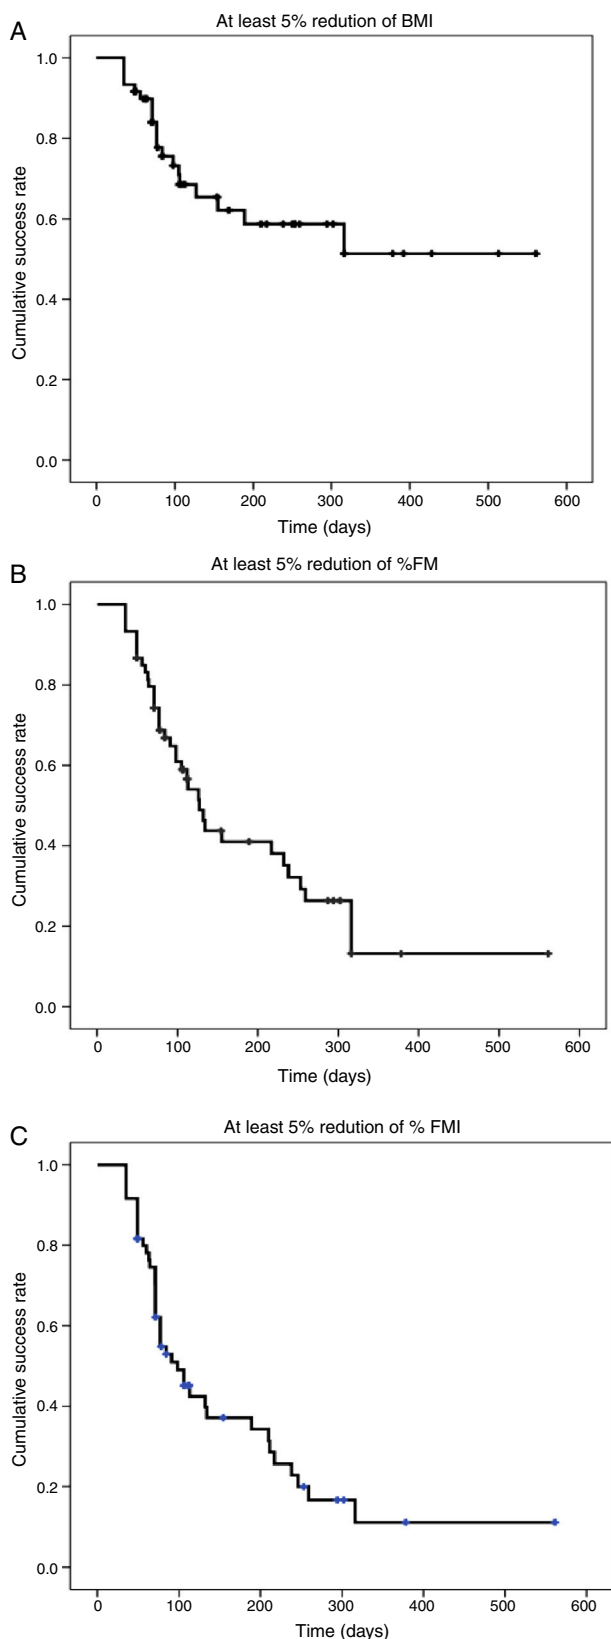 A
At least 5% redution of BMI
1.0
0.8
0.6
0.4
0.2
0.0
Cumulative success rate
0 100 200 300 400 500 600
Time (days)
B
At least 5% redution of %FM
1.0
0.8
0.6
0.4
0.2
0.0
Cumulative success rate
0 100 200 300 400 500 600
Time (days)
C
At least 5% redution of % FMI
1.0
0.8
0.6
0.4
0.2
0.0
Cumulative success rate
0 100 200 300 400 500 600
Time (days)